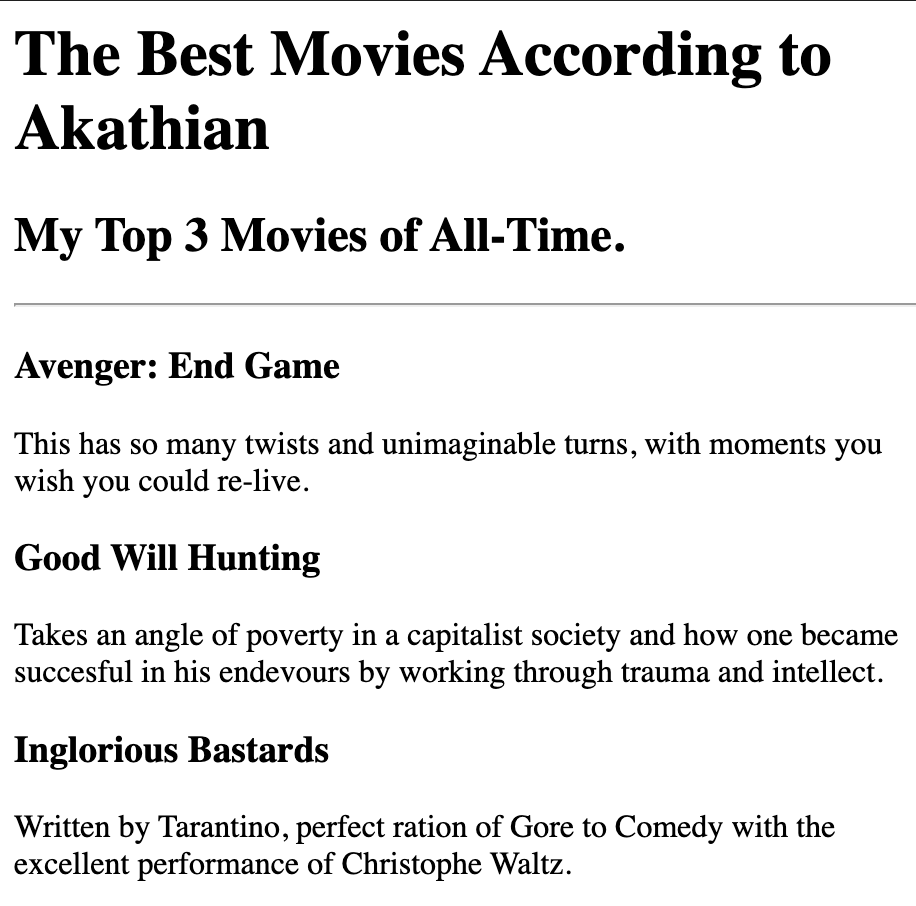 The Best Movies According to
Akathian
My Top 3 Movies of All-Time.
Avenger: End Game
This has so many twists and unimaginable turns, with moments you
wish you could re-live.
Good Will Hunting
Takes an angle of poverty in a capitalist society and how one became
succesful in his endevours by working through trauma and intellect.
Inglorious Bastards
Written by Tarantino, perfect ration of Gore to Comedy with the
excellent performance of Christophe Waltz.